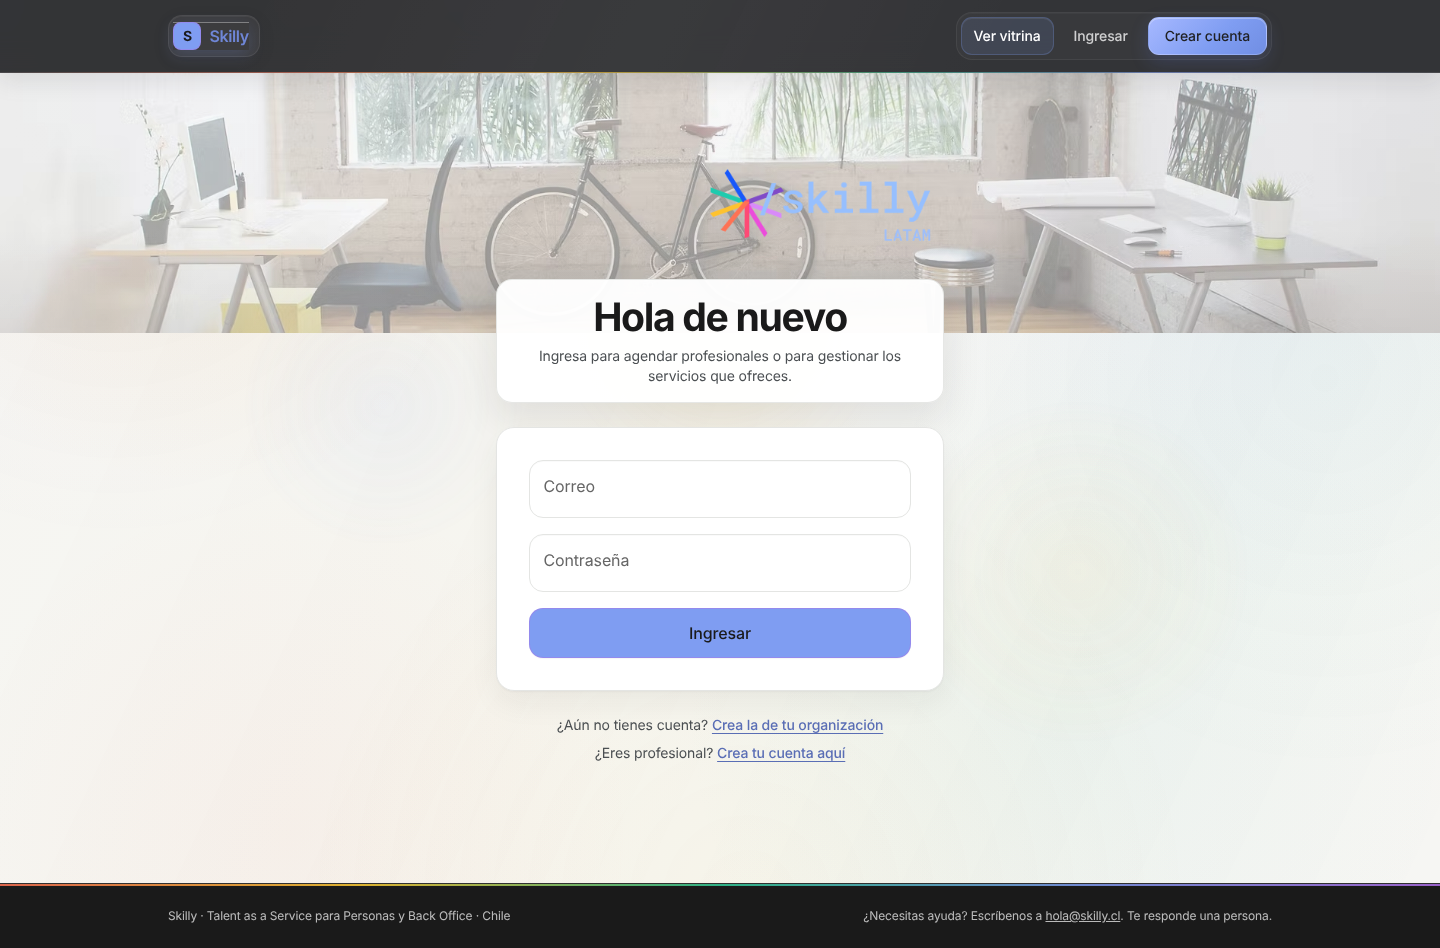 S Skilly
Ver vitrina Ingresar Crear cuenta
/skilly
LATAM
Hola de nuevo
Ingresa para agendar profesionales o para gestionar los
servicios que ofreces.
Correo
Contraseña
Ingresar
¿Aún no tienes cuenta? Crea la de tu organización
¿Eres profesional? Crea tu cuenta aquí
Skilly · Talent as a Service para Personas y Back Office · Chile
¿Necesitas ayuda? Escríbenos a hola@skilly.cl. Te responde una persona.